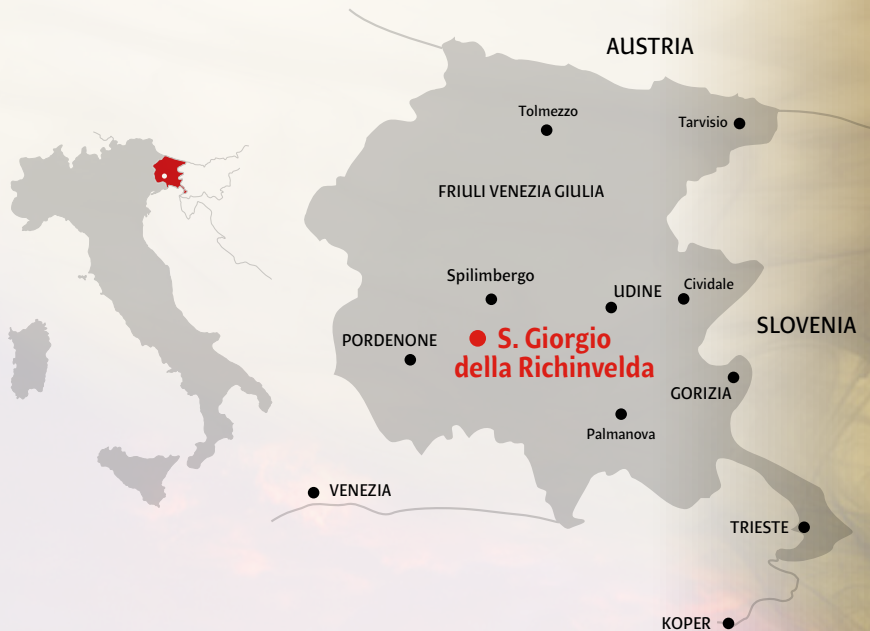 AUSTRIA
Tolmezzo
Tarvisio
FRIULI VENEZIA GIULIA
Spilimbergo
UDINE
Cividale
SLOVENIA
PORDENONE
S. Giorgio
della Richinvelda
GORIZIA
Palmanova
VENEZIA
TRIESTE
KOPER